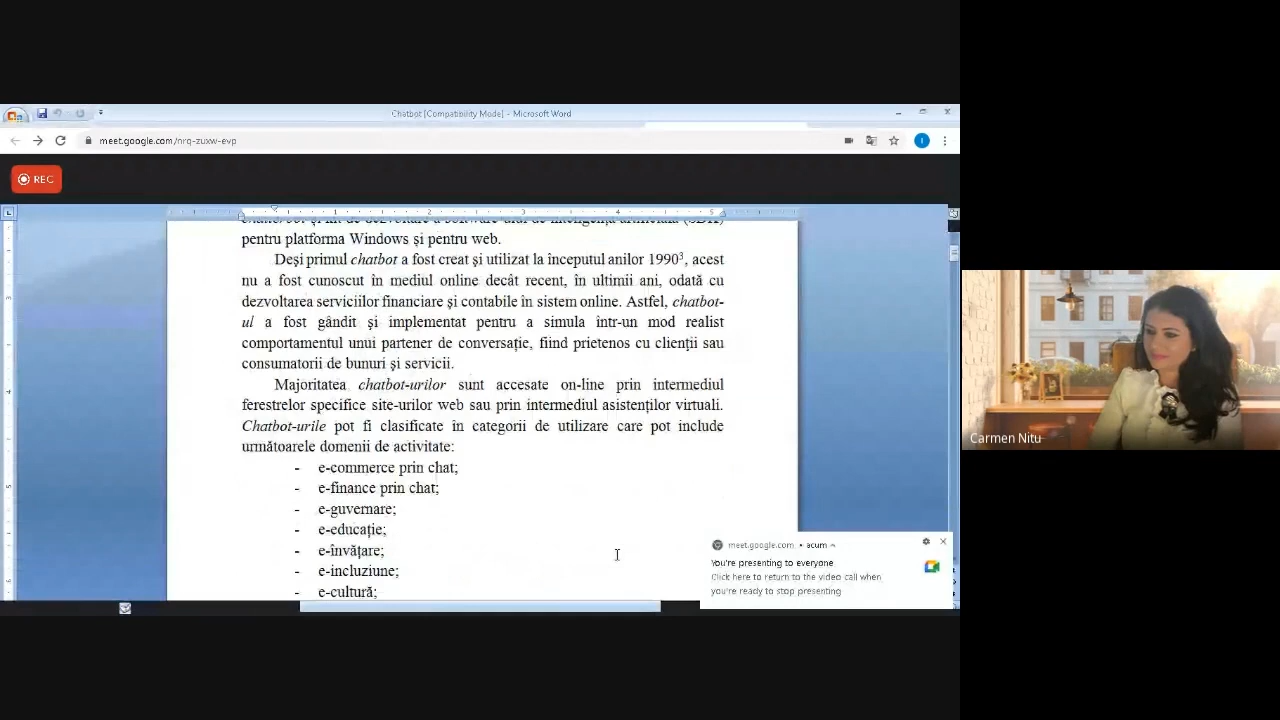 Chatbot [Compatibility Mode] - Microsoft Word
meet.google.com/nrq-zuxw-evp
REC
pentru platforma Windows și pentru web.
Deși primul chatbot a fost creat și utilizat la începutul anilor 1990³, acest
nu a fost cunoscut în mediul online decât recent, în ultimii ani, odată cu
dezvoltarea serviciilor financiare și contabile în sistem online. Astfel, chatbot-
ul a fost gândit și implementat pentru a simula într-un mod realist
comportamentul unui partener de conversație, fiind prietenos cu clienții sau
consumatorii de bunuri și servicii.
Majoritatea chatbot-urilor sunt accesate on-line prin intermediul
ferestrelor specifice site-urilor web sau prin intermediul asistenților virtuali.
Chatbot-urile pot fi clasificate în categorii de utilizare care pot include
următoarele domenii de activitate:
- e-commerce prin chat;
- e-finance prin chat;
- e-guvernare;
- e-educație;
- e-învățare;
- e-incluziune;
- e-cultură;
meet.google.com • acum
You're presenting to everyone
Click here to return to the video call when
you're ready to stop presenting
Carmen Nitu